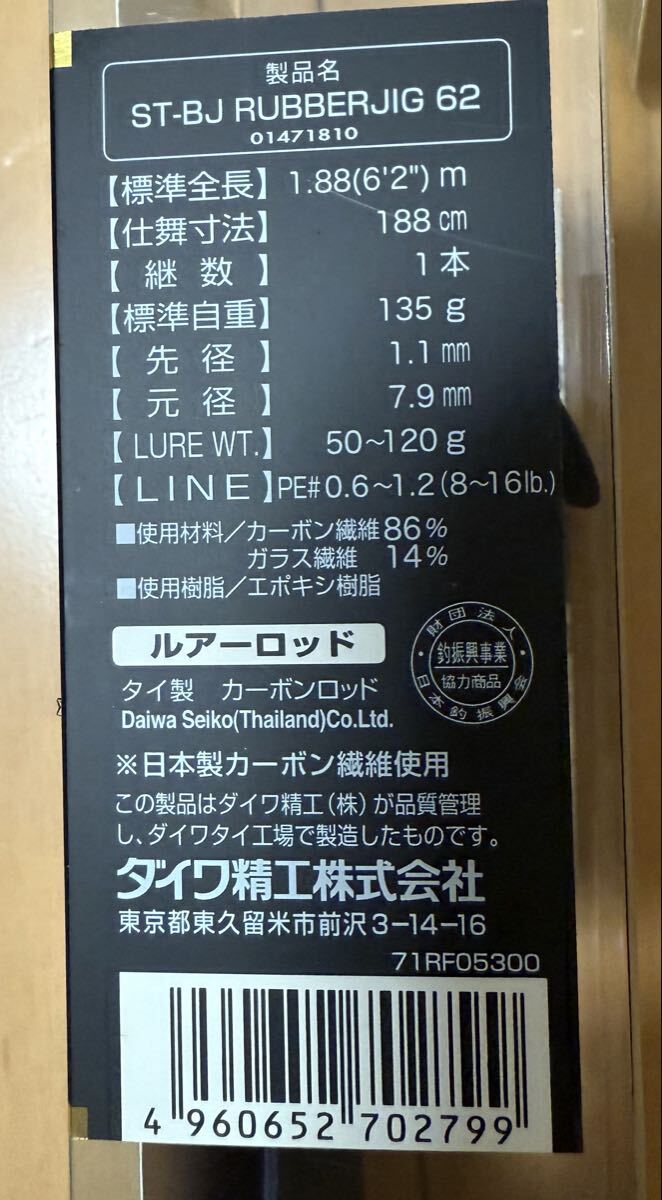 製品名
ST-BJ RUBBERJIG 62
01471810
【標準全長】 1.88(6'2") m
【仕舞寸法】 188 cm
【 継 数 】 1 本
【標準自重】 135 g
【 先 径 】 1.1 mm
【 元 径 】 7.9 mm
【 LURE WT. 】 50～120 g
【 LINE 】 PE# 0.6～1.2 (8～16lb.)
■使用材料／カーボン繊維 86%
ガラス繊維 14%
■使用樹脂／エポキシ樹脂
ルアーロッド
財団法人
釣振興事業
協力商品
日本釣振興会
タイ製 カーボンロッド
Daiwa Seiko(Thailand)Co.Ltd.
※日本製カーボン繊維使用
この製品はダイワ精工（株）が品質管理
し、ダイワタイ工場で製造したものです。
ダイワ精工株式会社
東京都東久留米市前沢3-14-16
71RF05300
4 960652 702799